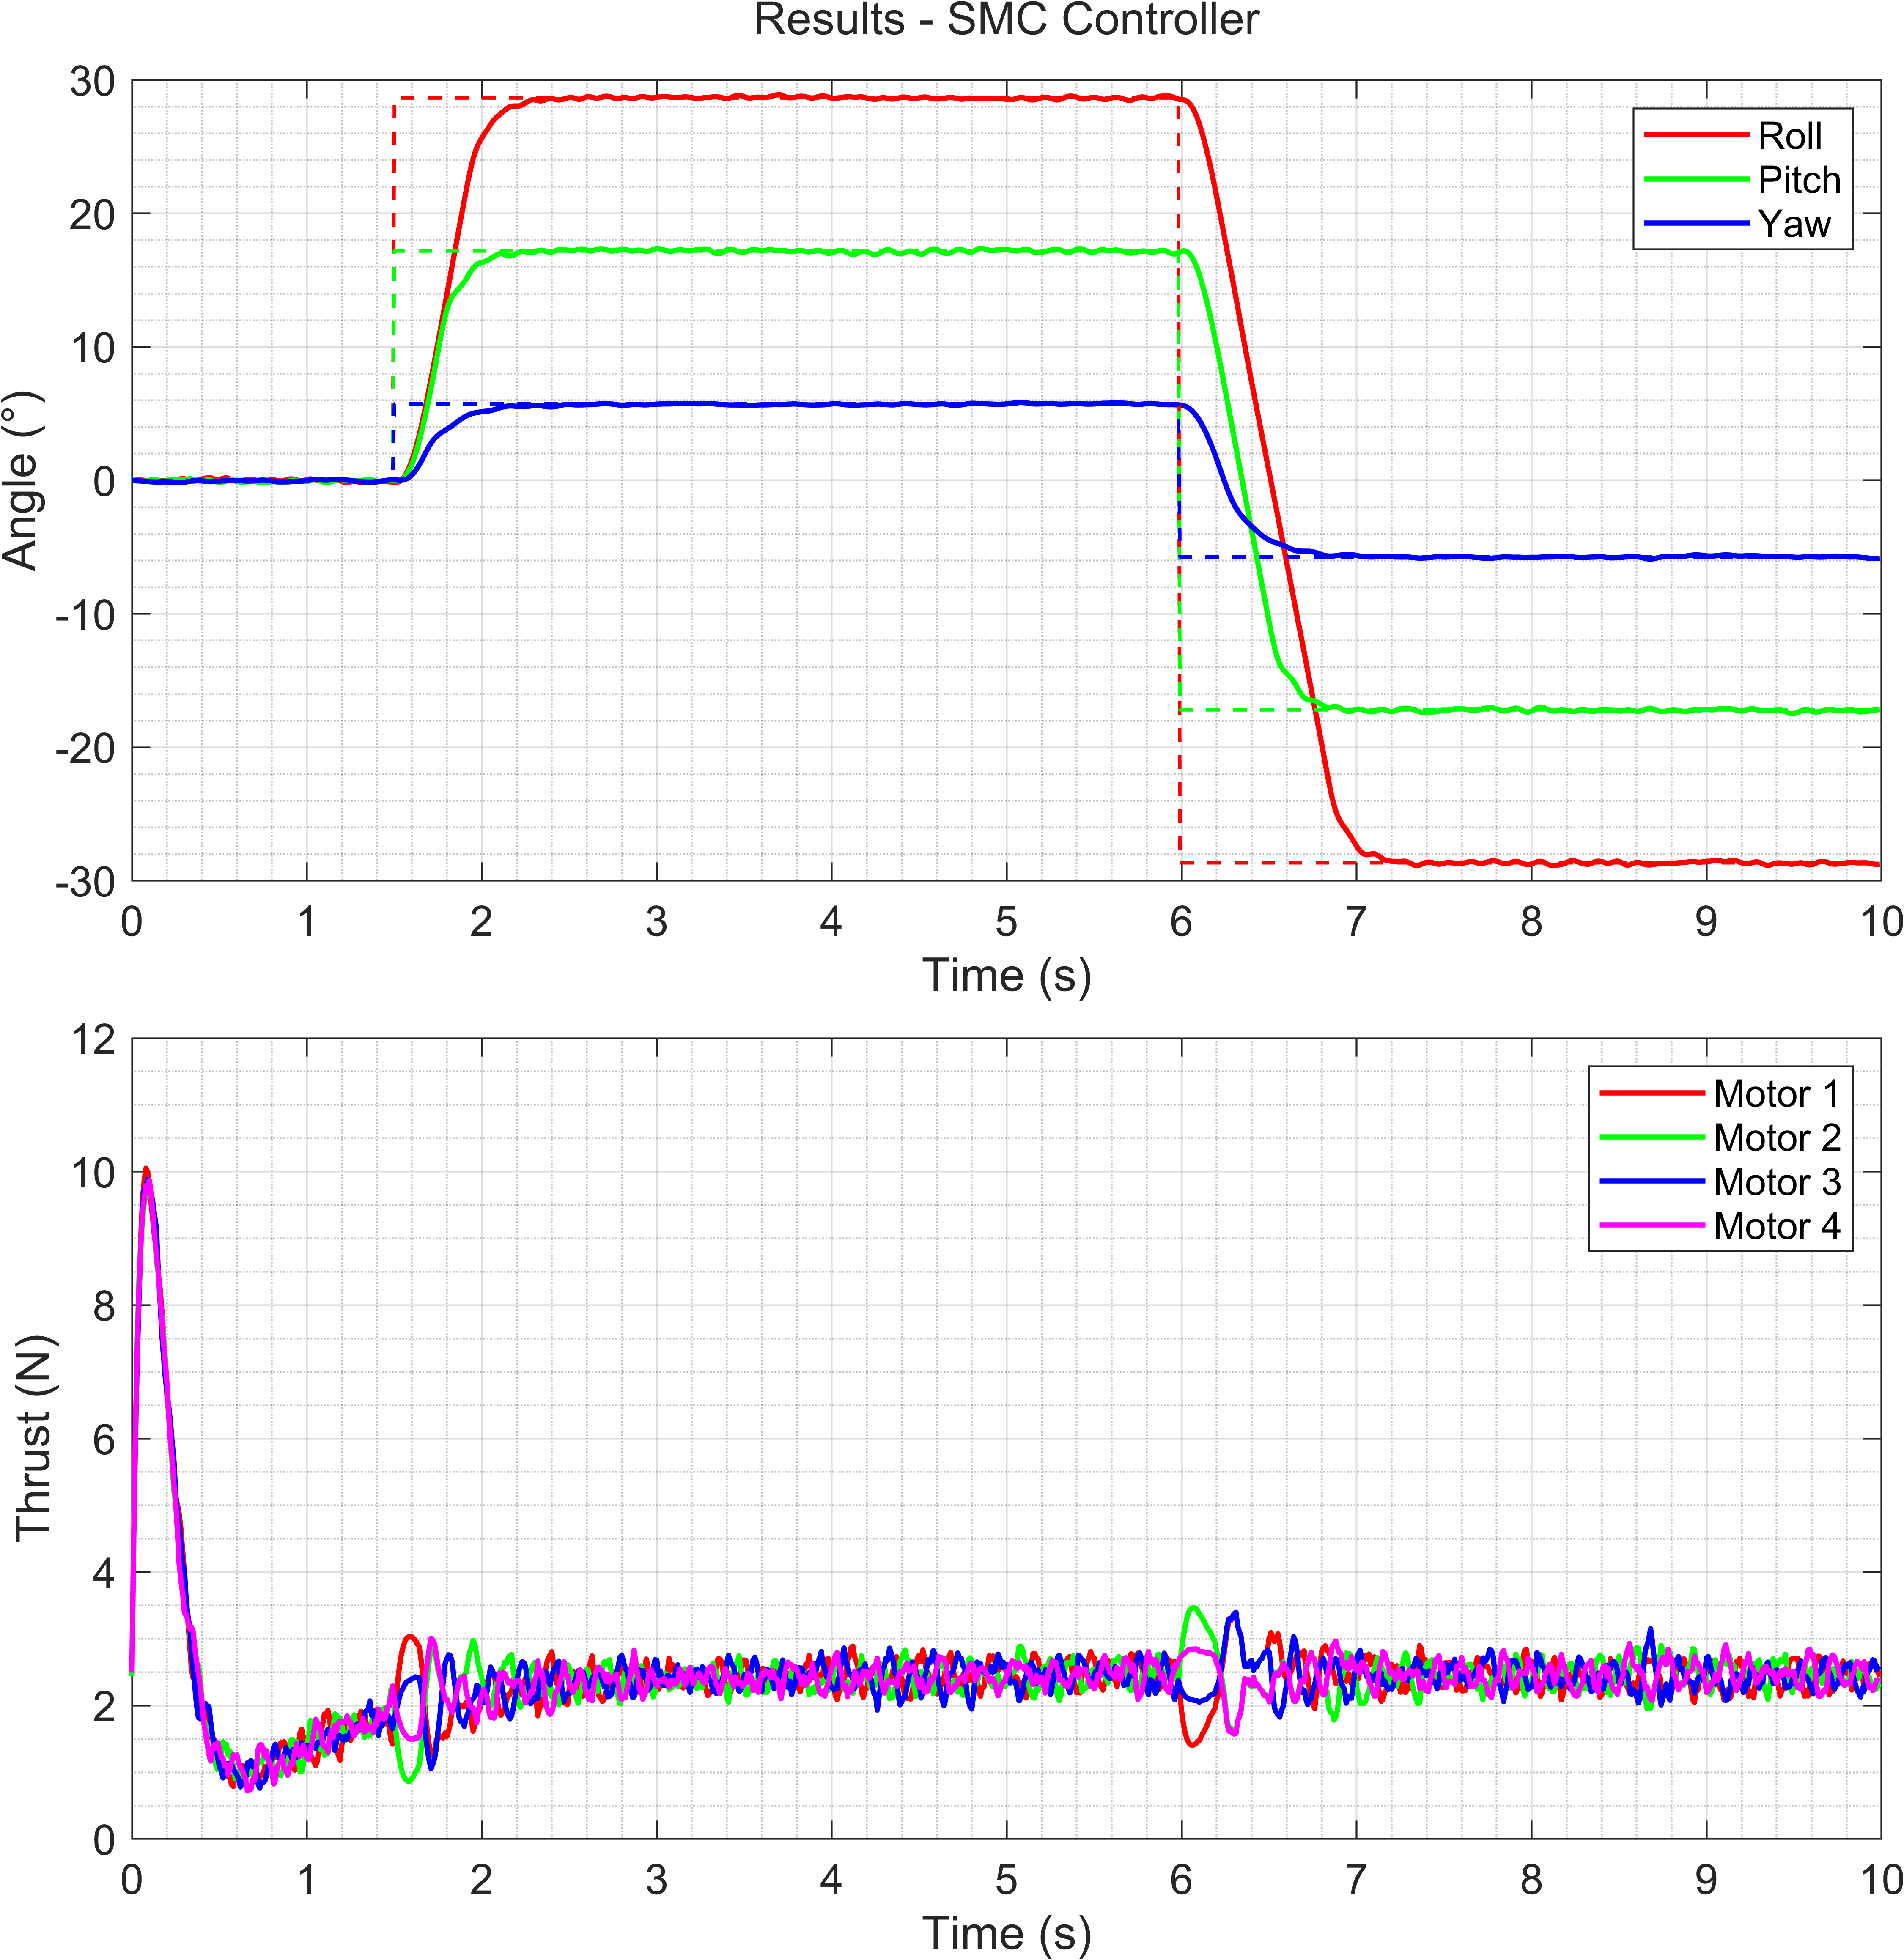 Results - SMC Controller
30
20
10
0
-10
-20
-30
Angle (°)
Roll
Pitch
Yaw
0 1 2 3 4 5 6 7 8 9 10
Time (s)
12
10
8
6
4
2
0
Thrust (N)
Motor 1
Motor 2
Motor 3
Motor 4
0 1 2 3 4 5 6 7 8 9 10
Time (s)